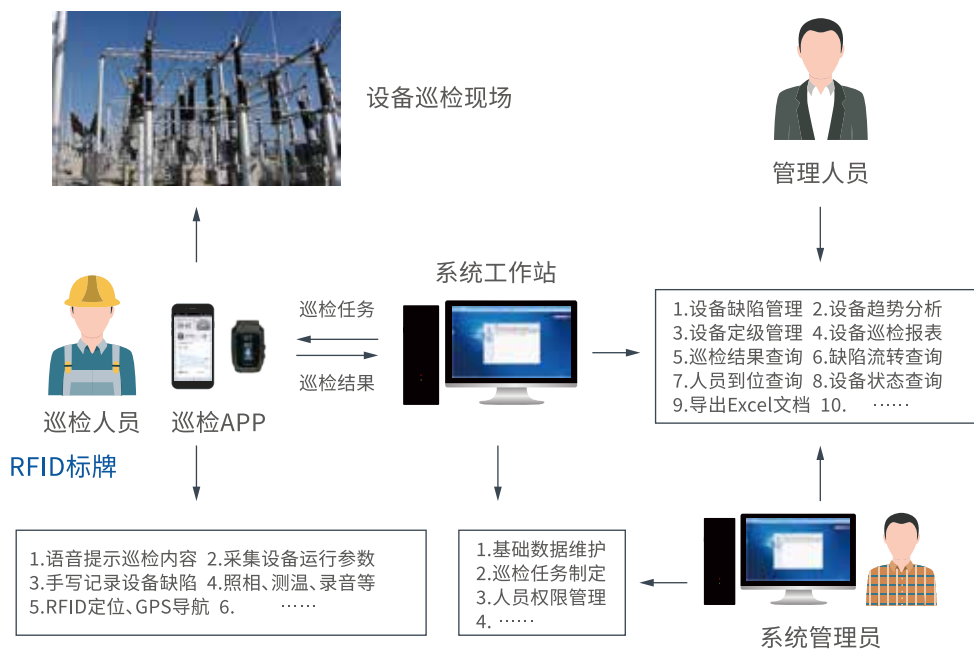 设备巡检现场
管理人员
系统工作站
巡检任务
巡检结果
巡检人员
巡检APP
RFID标牌
1.设备缺陷管理 2.设备趋势分析
3.设备定级管理 4.设备巡检报表
5.巡检结果查询 6.缺陷流转查询
7.人员到位查询 8.设备状态查询
9.导出Excel文档 10. ……
1.语音提示巡检内容 2.采集设备运行参数
3.手写记录设备缺陷 4.照相、测温、录音等
5.RFID定位、GPS导航 6. ……
1.基础数据维护
2.巡检任务制定
3.人员权限管理
4. ……
系统管理员